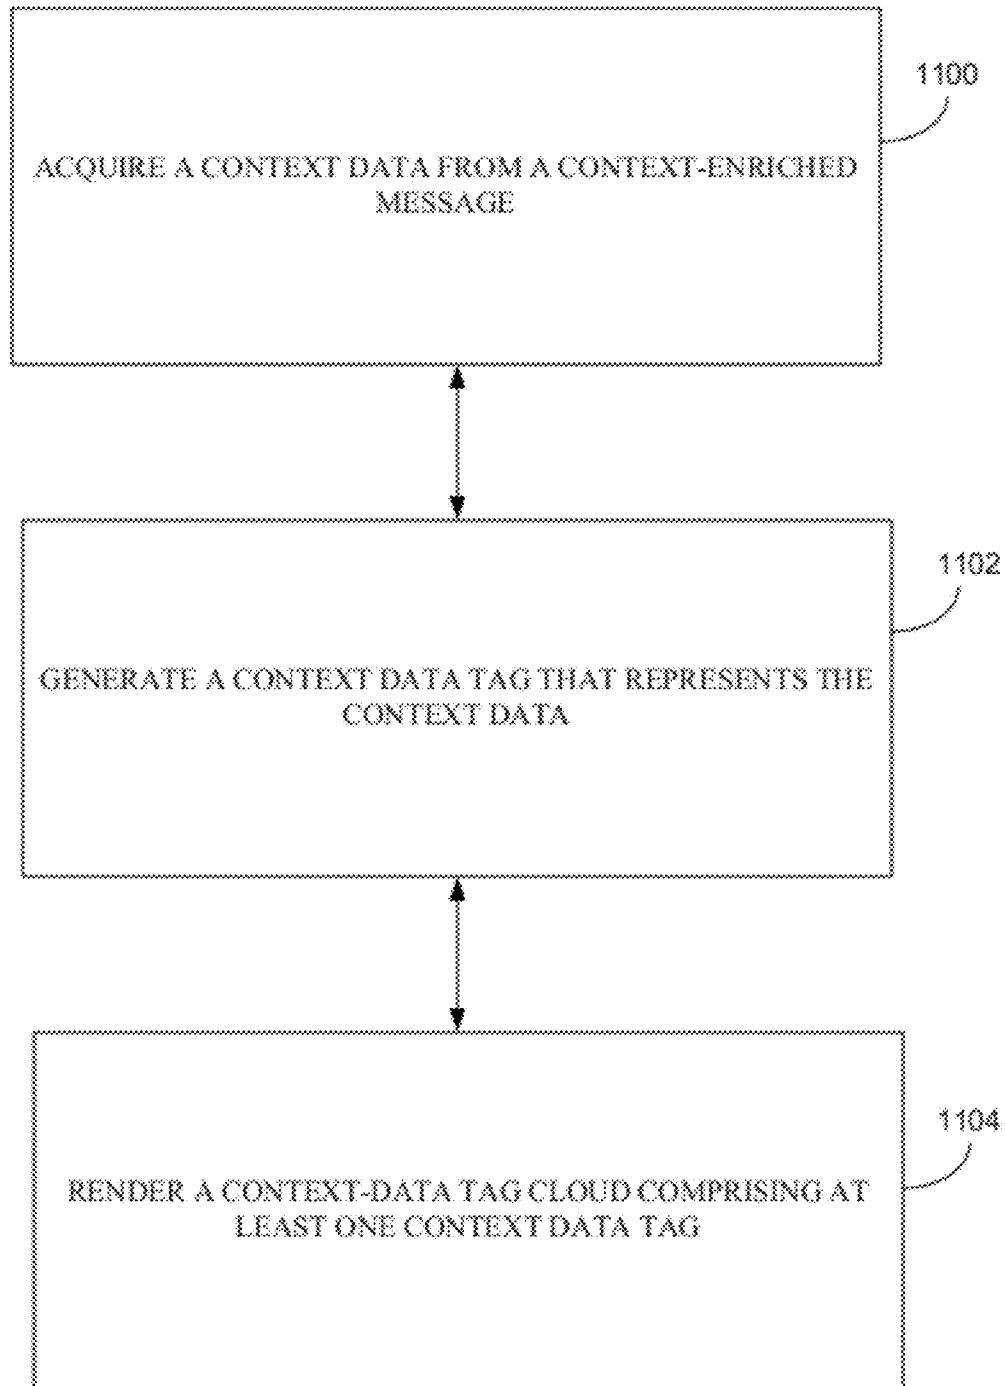 1100
ACQUIRE A CONTEXT DATA FROM A CONTEXT-ENRICHED
MESSAGE
1102
GENERATE A CONTEXT DATA TAG THAT REPRESENTS THE
CONTEXT DATA
1104
RENDER A CONTEXT-DATA TAG CLOUD COMPRISING AT
LEAST ONE CONTEXT DATA TAG